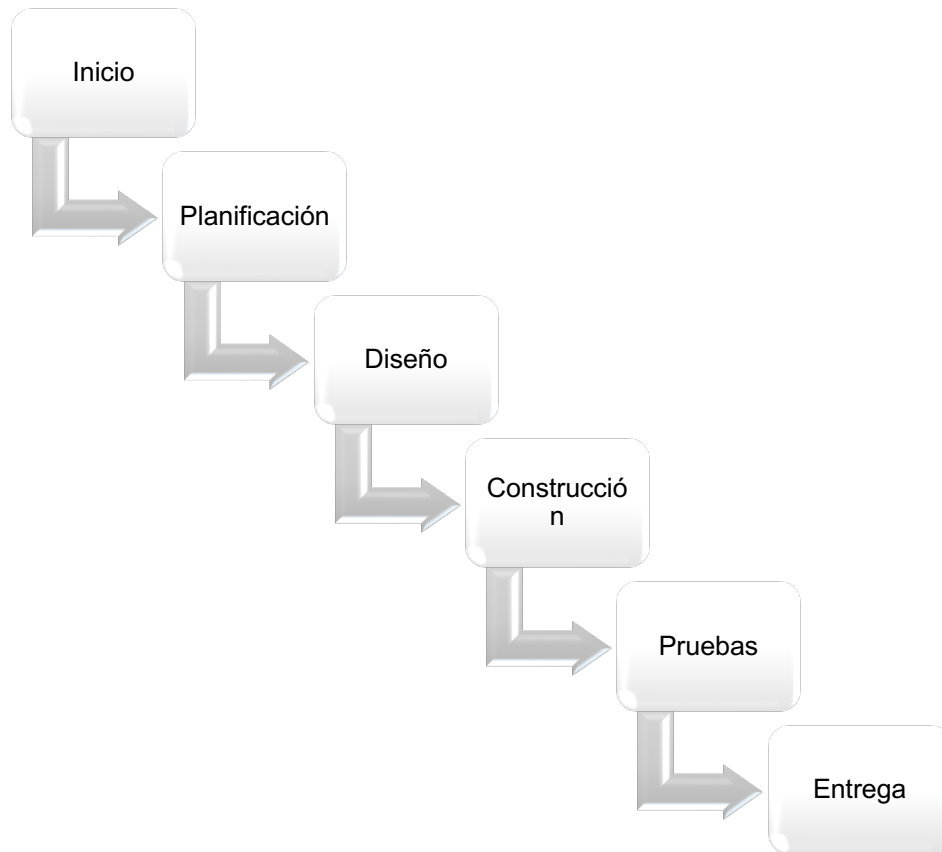 Inicio
Planificación
Diseño
Construcció
n
Pruebas
Entrega